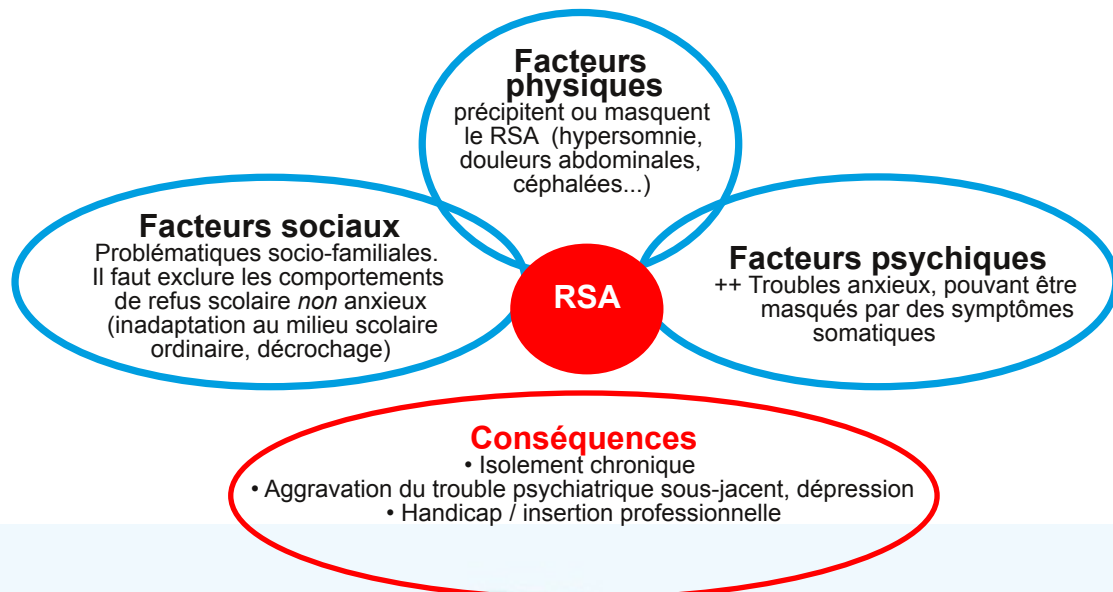 Facteurs
physiques
précipitent ou masquent
le RSA (hypersomnie,
douleurs abdominales,
céphalées...)
Facteurs sociaux
Problématiques socio-familiales.
Il faut exclure les comportements
de refus scolaire non anxieux
(inadaptation au milieu scolaire
ordinaire, décrochage)
RSA
Facteurs psychiques
++ Troubles anxieux, pouvant être
masqués par des symptômes
somatiques
Conséquences
• Isolement chronique
• Aggravation du trouble psychiatrique sous-jacent, dépression
• Handicap / insertion professionnelle